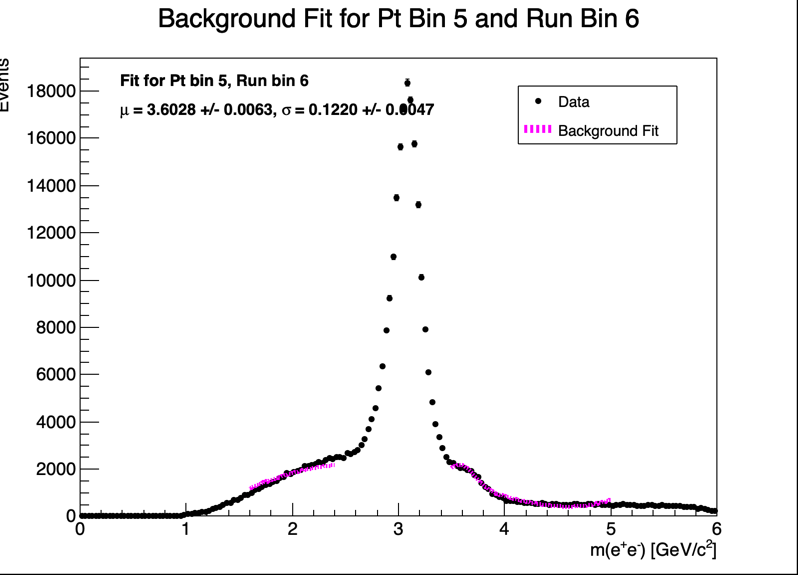 Background Fit for Pt Bin 5 and Run Bin 6
Events
Fit for Pt bin 5, Run bin 6
μ = 3.6028 +/- 0.0063, σ = 0.1220 +/- 0.0047
Data
Background Fit
18000
16000
14000
12000
10000
8000
6000
4000
2000
0
0 1 2 3 4 5 6
m(e⁺e⁻) [GeV/c²]